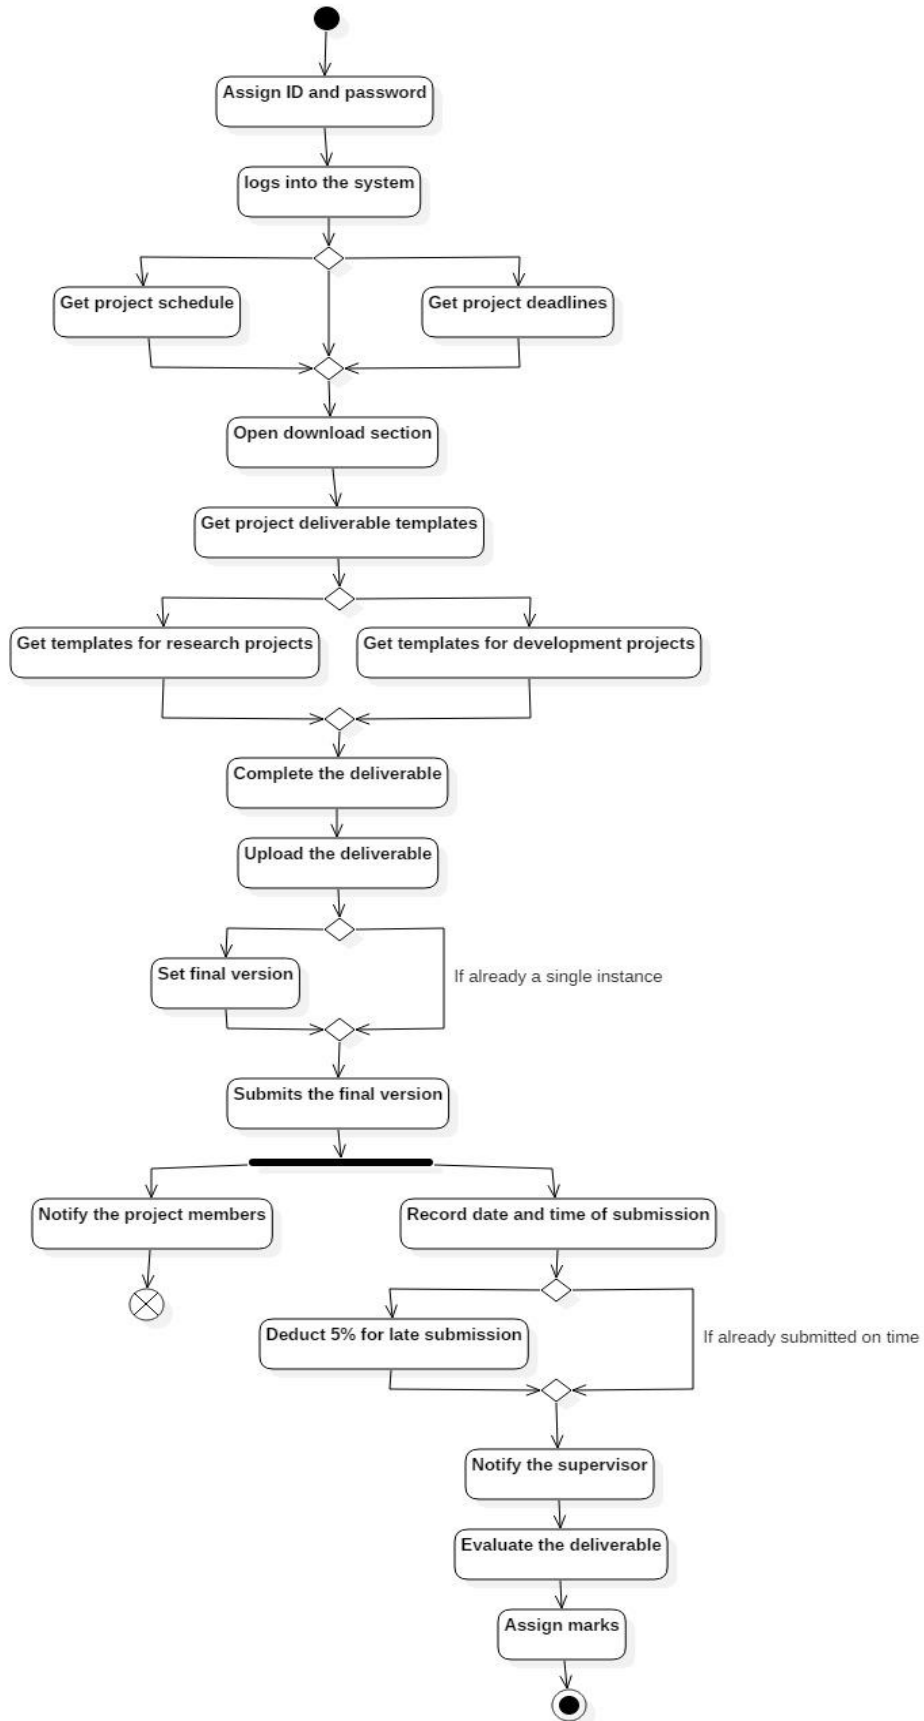 Assign ID and password
logs into the system
Get project schedule
Get project deadlines
Open download section
Get project deliverable templates
Get templates for research projects
Get templates for development projects
Complete the deliverable
Upload the deliverable
Set final version
If already a single instance
Submits the final version
Notify the project members
Record date and time of submission
Deduct 5% for late submission
If already submitted on time
Notify the supervisor
Evaluate the deliverable
Assign marks